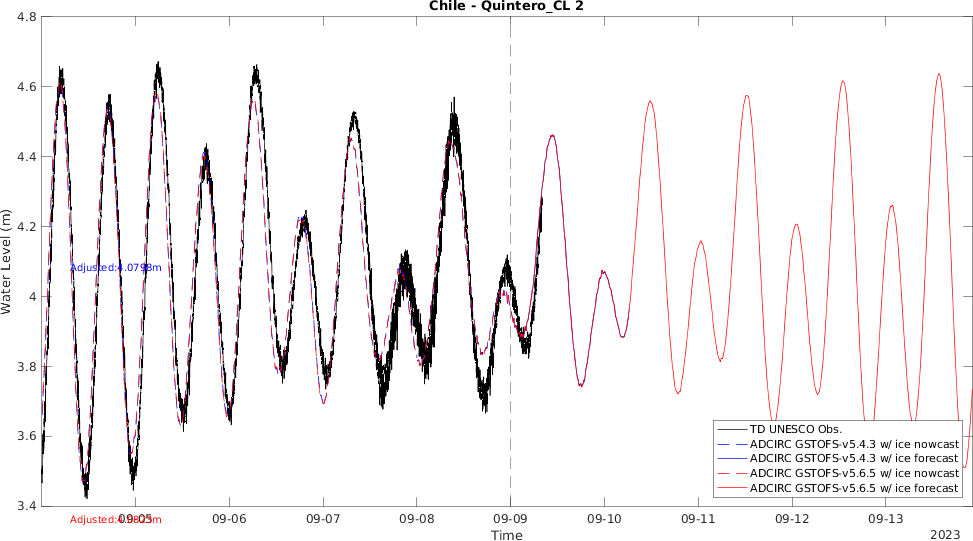 Chile - Quintero_CL 2
4.8
4.6
4.4
4.2
4
3.8
3.6
3.4
Water Level (m)
Adjusted:4.0798m
TD UNESCO Obs.
ADCIRC GSTOFS-v5.4.3 w/ ice nowcast
ADCIRC GSTOFS-v5.4.3 w/ ice forecast
ADCIRC GSTOFS-v5.6.5 w/ ice nowcast
ADCIRC GSTOFS-v5.6.5 w/ ice forecast
09-05 09-06 09-07 09-08 09-09 09-10 09-11 09-12 09-13
Time
2023